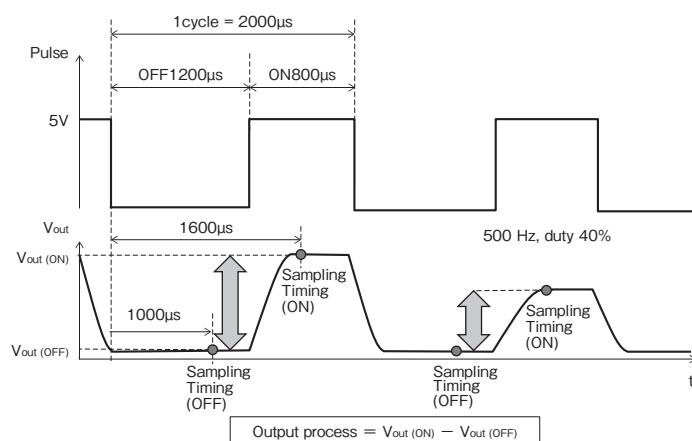 1cycle = 2000μs
Pulse
OFF1200μs
ON800μs
5V
Vout
1600μs
500 Hz, duty 40%
Vout (ON)
Sampling
Timing
(ON)
1000μs
Sampling
Timing
(ON)
Vout (OFF)
t
Sampling
Timing
(OFF)
Sampling
Timing
(OFF)
Output process = Vout (ON) − Vout (OFF)